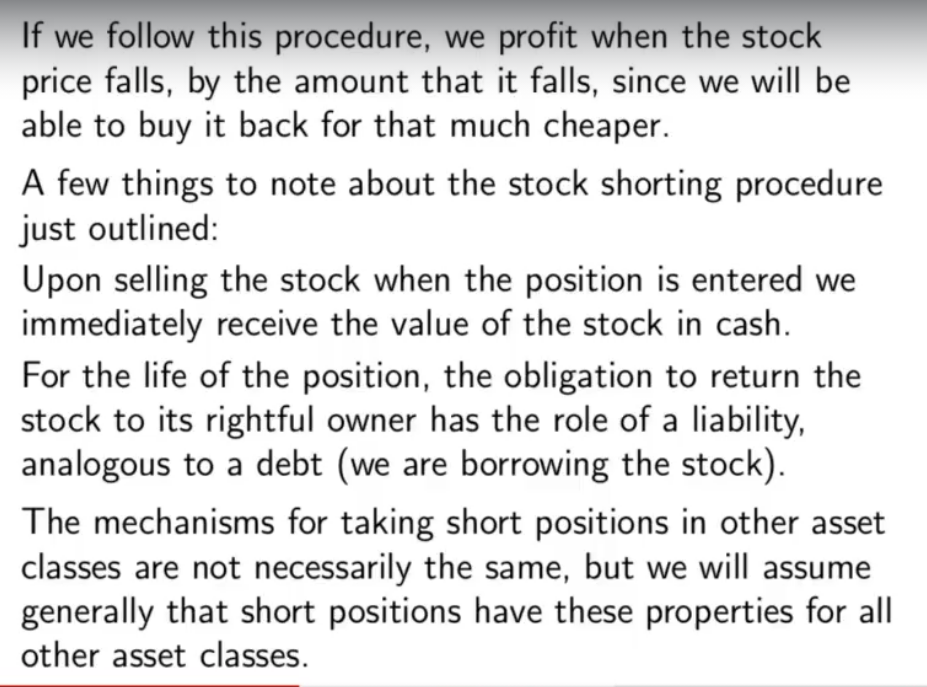 If we follow this procedure, we profit when the stock
price falls, by the amount that it falls, since we will be
able to buy it back for that much cheaper.
A few things to note about the stock shorting procedure
just outlined:
Upon selling the stock when the position is entered we
immediately receive the value of the stock in cash.
For the life of the position, the obligation to return the
stock to its rightful owner has the role of a liability,
analogous to a debt (we are borrowing the stock).
The mechanisms for taking short positions in other asset
classes are not necessarily the same, but we will assume
generally that short positions have these properties for all
other asset classes.